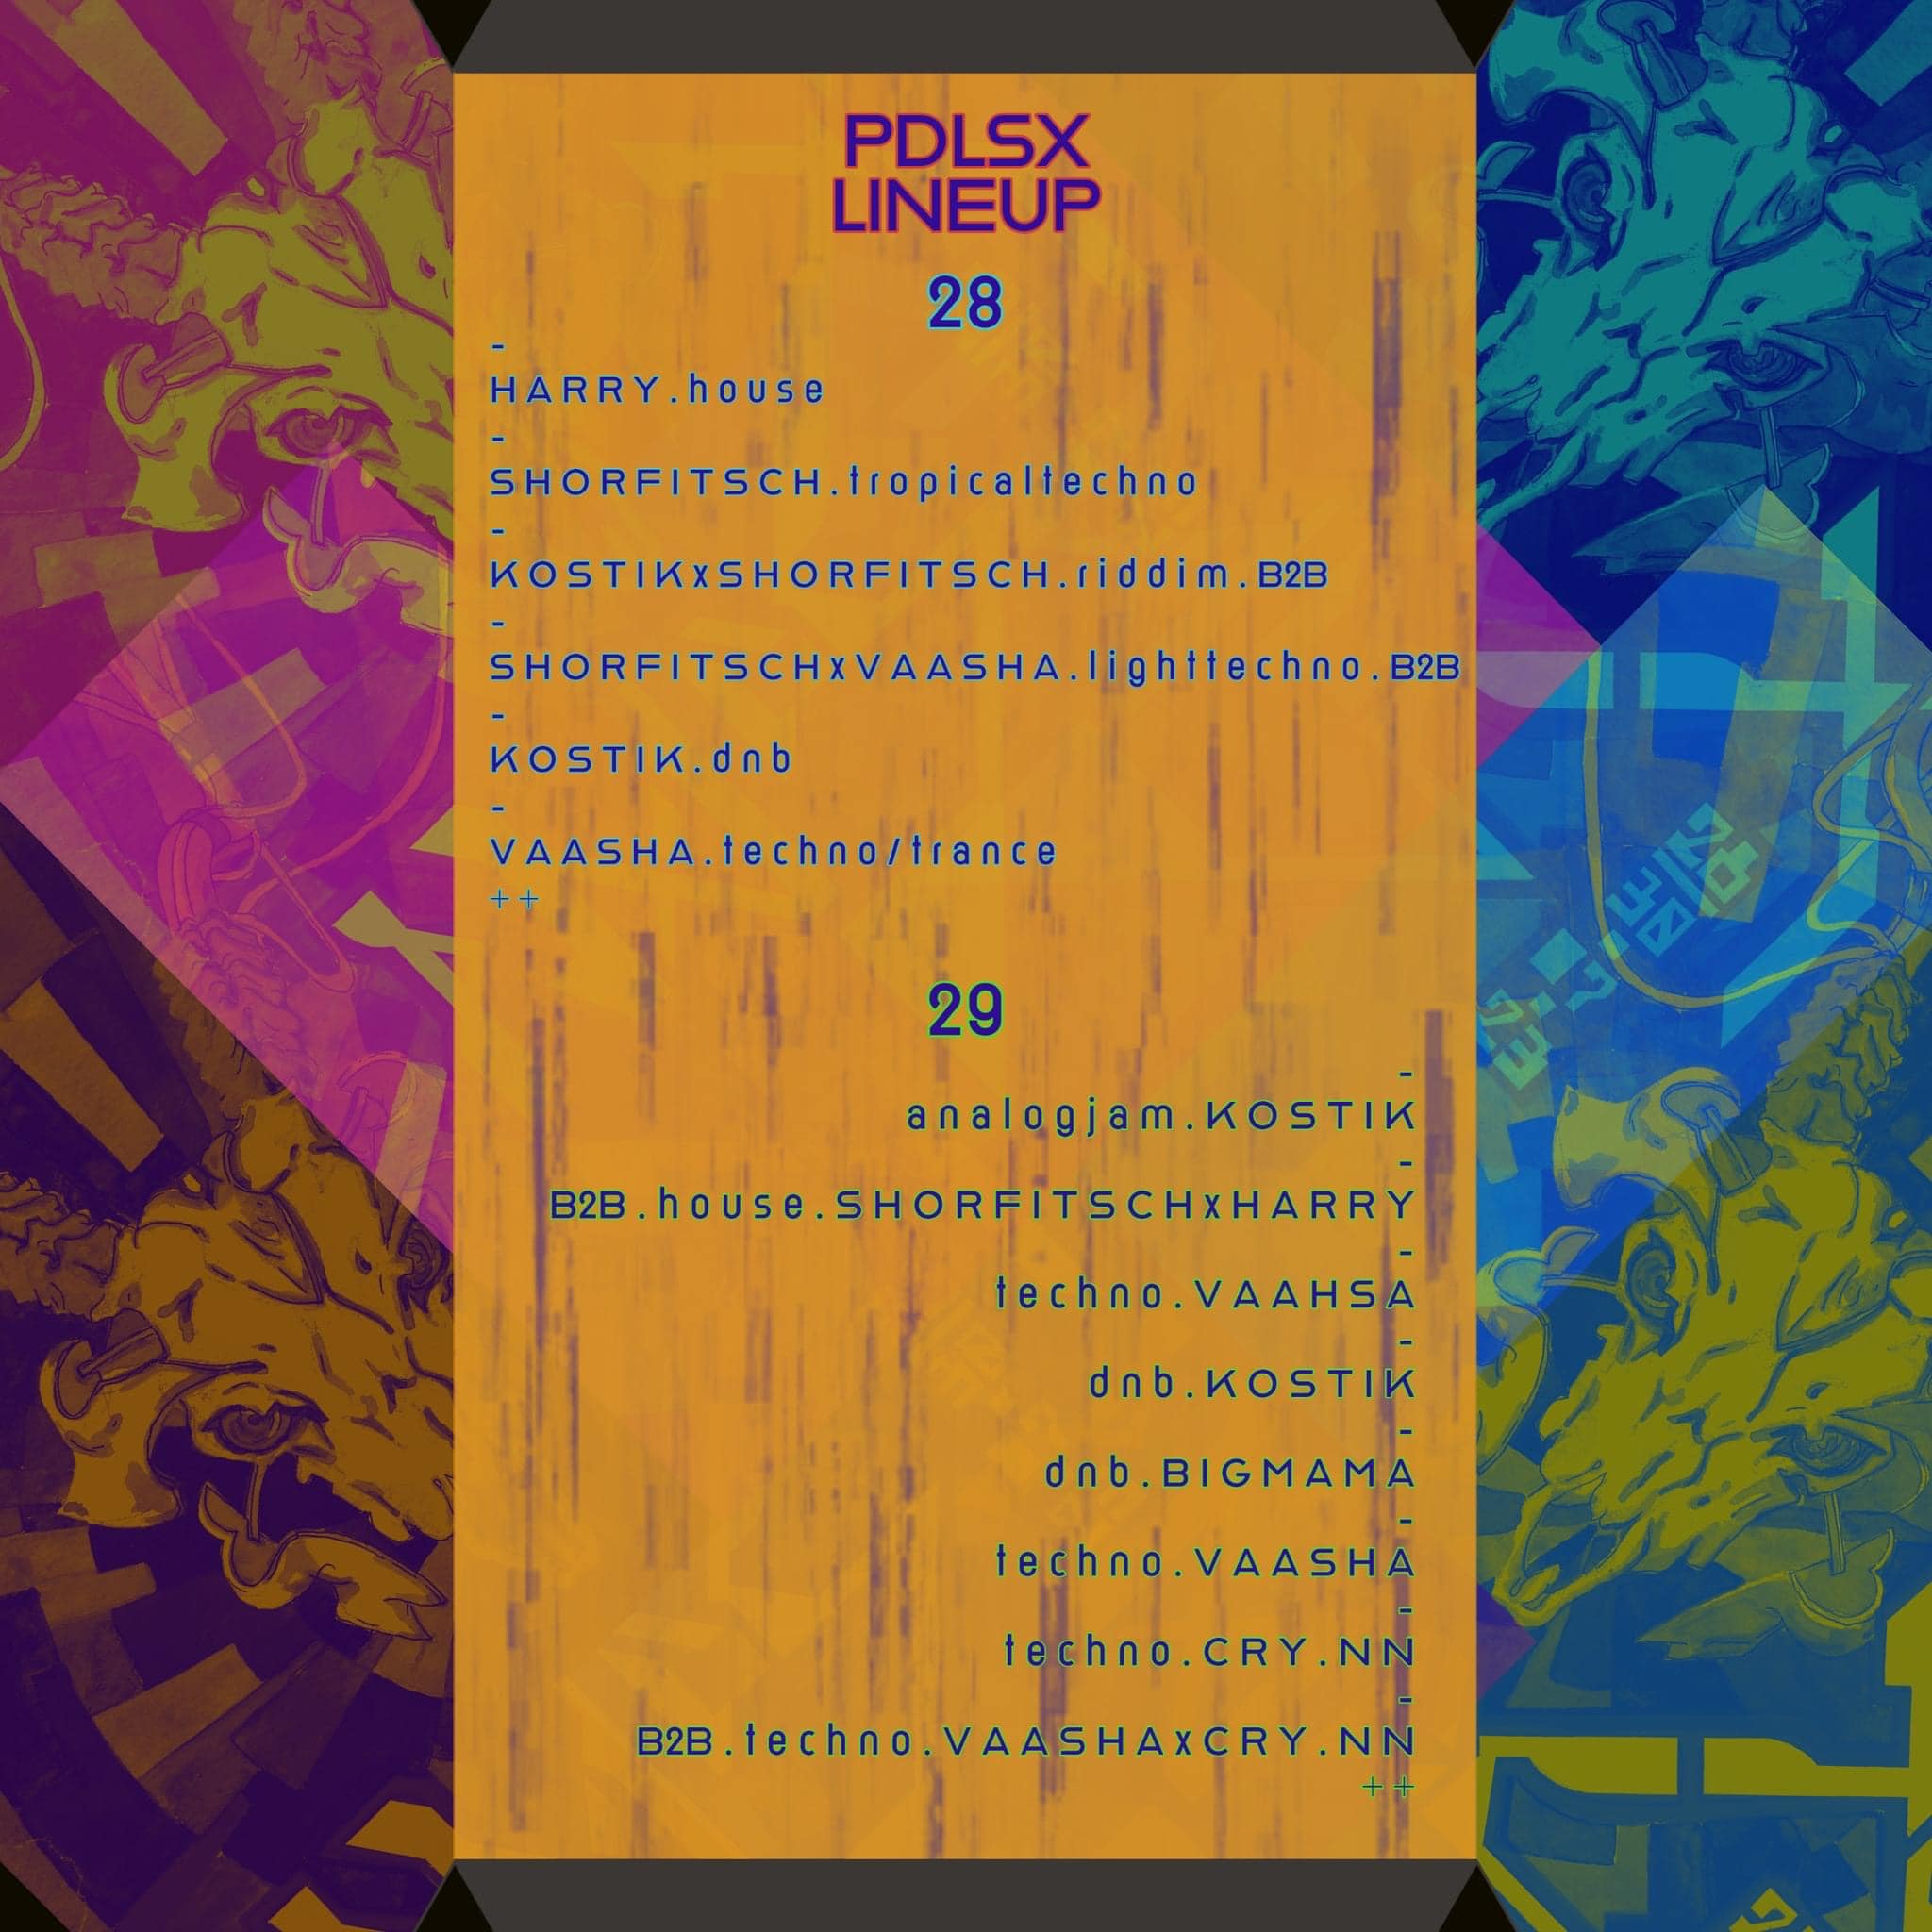 PDLSX
LINEUP
28
-
HARRY.house
-
SHORFITSCH.tropicaltechno
-
KOSTIKxSHORFITSCH.riddim.B2B
-
SHORFITSCHxVAASHA.lighttechno.B2B
-
KOSTIK.dnb
-
VAASHA.techno/trance
++
29
-
analogjam.KOSTIK
-
B2B.house.SHORFITSCHxHARRY
-
techno.VAAHSA
-
dnb.KOSTIK
-
dnb.BIGMAMA
-
techno.VAASHA
-
techno.CRY.NN
-
B2B.techno.VAASHAxCRY.NN
++